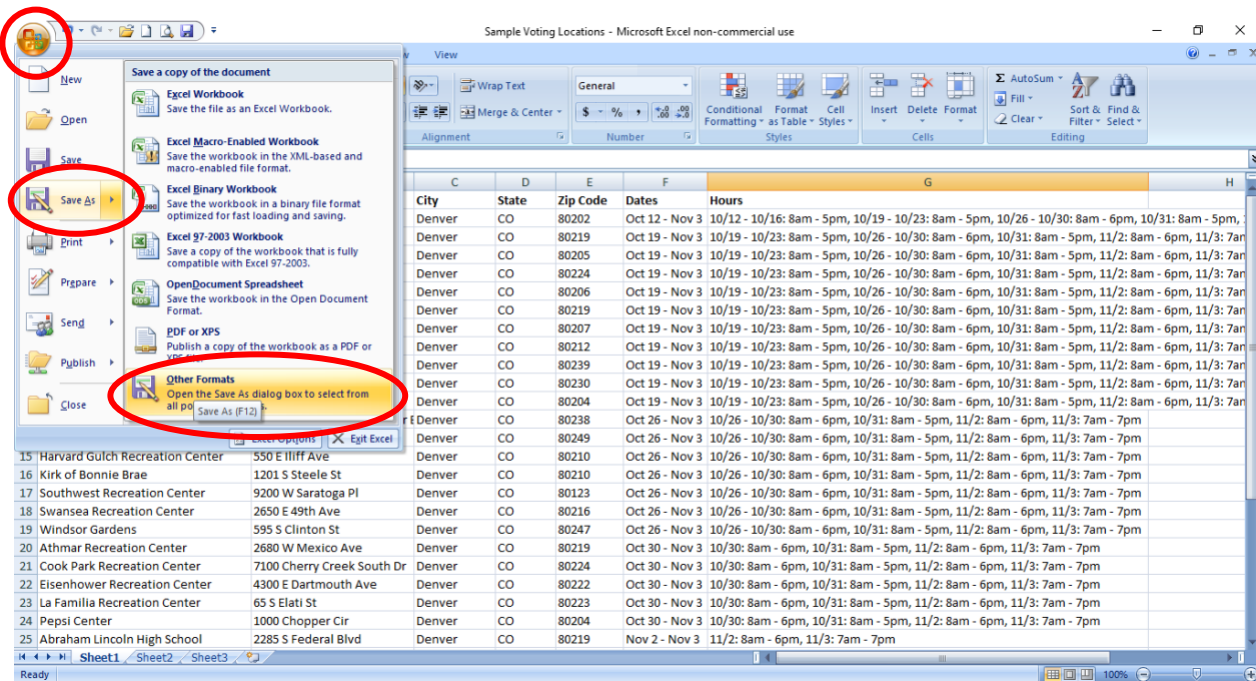 Sample Voting Locations - Microsoft Excel non-commercial use
View
Save a copy of the document
New
Open
Save
Save As
Print
Prepare
Send
Publish
Close
Excel Workbook
Save the file as an Excel Workbook.
Excel Macro-Enabled Workbook
Save the workbook in the XML-based and
macro-enabled file format.
Excel Binary Workbook
Save the workbook in a binary file format
optimized for fast loading and saving.
Excel 97-2003 Workbook
Save a copy of the workbook that is fully
compatible with Excel 97-2003.
OpenDocument Spreadsheet
Save the workbook in the Open Document
Format.
PDF or XPS
Publish a copy of the workbook as a PDF or
Other Formats
Open the Save As dialog box to select from
all
Save As (F12)
Excel Options Exit Excel
Wrap Text
Merge & Center
Alignment
General
$ % ,
Number
Conditional Formatting
Format as Table
Cell Styles
Styles
Insert Delete Format
Cells
Σ AutoSum
Fill
Clear
Sort & Filter
Find & Select
Editing
C D E F G H
City State Zip Code Dates Hours
Denver CO 80202 Oct 12 - Nov 3 10/12 - 10/16: 8am - 5pm, 10/19 - 10/23: 8am - 5pm, 10/26 - 10/30: 8am - 6pm, 10/31: 8am - 5pm,
Denver CO 80219 Oct 19 - Nov 3 10/19 - 10/23: 8am - 5pm, 10/26 - 10/30: 8am - 6pm, 10/31: 8am - 5pm, 11/2: 8am - 6pm, 11/3: 7am
Denver CO 80205 Oct 19 - Nov 3 10/19 - 10/23: 8am - 5pm, 10/26 - 10/30: 8am - 6pm, 10/31: 8am - 5pm, 11/2: 8am - 6pm, 11/3: 7am
Denver CO 80224 Oct 19 - Nov 3 10/19 - 10/23: 8am - 5pm, 10/26 - 10/30: 8am - 6pm, 10/31: 8am - 5pm, 11/2: 8am - 6pm, 11/3: 7am
Denver CO 80206 Oct 19 - Nov 3 10/19 - 10/23: 8am - 5pm, 10/26 - 10/30: 8am - 6pm, 10/31: 8am - 5pm, 11/2: 8am - 6pm, 11/3: 7am
Denver CO 80219 Oct 19 - Nov 3 10/19 - 10/23: 8am - 5pm, 10/26 - 10/30: 8am - 6pm, 10/31: 8am - 5pm, 11/2: 8am - 6pm, 11/3: 7am
Denver CO 80207 Oct 19 - Nov 3 10/19 - 10/23: 8am - 5pm, 10/26 - 10/30: 8am - 6pm, 10/31: 8am - 5pm, 11/2: 8am - 6pm, 11/3: 7am
Denver CO 80212 Oct 19 - Nov 3 10/19 - 10/23: 8am - 5pm, 10/26 - 10/30: 8am - 6pm, 10/31: 8am - 5pm, 11/2: 8am - 6pm, 11/3: 7am
Denver CO 80239 Oct 19 - Nov 3 10/19 - 10/23: 8am - 5pm, 10/26 - 10/30: 8am - 6pm, 10/31: 8am - 5pm, 11/2: 8am - 6pm, 11/3: 7am
Denver CO 80230 Oct 19 - Nov 3 10/19 - 10/23: 8am - 5pm, 10/26 - 10/30: 8am - 6pm, 10/31: 8am - 5pm, 11/2: 8am - 6pm, 11/3: 7am
Denver CO 80204 Oct 19 - Nov 3 10/19 - 10/23: 8am - 5pm, 10/26 - 10/30: 8am - 6pm, 10/31: 8am - 5pm, 11/2: 8am - 6pm, 11/3: 7am
Denver CO 80238 Oct 26 - Nov 3 10/26 - 10/30: 8am - 6pm, 10/31: 8am - 5pm, 11/2: 8am - 6pm, 11/3: 7am - 7pm
Denver CO 80249 Oct 26 - Nov 3 10/26 - 10/30: 8am - 6pm, 10/31: 8am - 5pm, 11/2: 8am - 6pm, 11/3: 7am - 7pm
15 Harvard Gulch Recreation Center 550 E Iliff Ave Denver CO 80210 Oct 26 - Nov 3 10/26 - 10/30: 8am - 6pm, 10/31: 8am - 5pm, 11/2: 8am - 6pm, 11/3: 7am - 7pm
16 Kirk of Bonnie Brae 1201 S Steele St Denver CO 80210 Oct 26 - Nov 3 10/26 - 10/30: 8am - 6pm, 10/31: 8am - 5pm, 11/2: 8am - 6pm, 11/3: 7am - 7pm
17 Southwest Recreation Center 9200 W Saratoga Pl Denver CO 80123 Oct 26 - Nov 3 10/26 - 10/30: 8am - 6pm, 10/31: 8am - 5pm, 11/2: 8am - 6pm, 11/3: 7am - 7pm
18 Swansea Recreation Center 2650 E 49th Ave Denver CO 80216 Oct 26 - Nov 3 10/26 - 10/30: 8am - 6pm, 10/31: 8am - 5pm, 11/2: 8am - 6pm, 11/3: 7am - 7pm
19 Windsor Gardens 595 S Clinton St Denver CO 80247 Oct 26 - Nov 3 10/26 - 10/30: 8am - 6pm, 10/31: 8am - 5pm, 11/2: 8am - 6pm, 11/3: 7am - 7pm
20 Athmar Recreation Center 2680 W Mexico Ave Denver CO 80219 Oct 30 - Nov 3 10/30: 8am - 6pm, 10/31: 8am - 5pm, 11/2: 8am - 6pm, 11/3: 7am - 7pm
21 Cook Park Recreation Center 7100 Cherry Creek South Dr Denver CO 80224 Oct 30 - Nov 3 10/30: 8am - 6pm, 10/31: 8am - 5pm, 11/2: 8am - 6pm, 11/3: 7am - 7pm
22 Eisenhower Recreation Center 4300 E Dartmouth Ave Denver CO 80222 Oct 30 - Nov 3 10/30: 8am - 6pm, 10/31: 8am - 5pm, 11/2: 8am - 6pm, 11/3: 7am - 7pm
23 La Familia Recreation Center 65 S Elati St Denver CO 80223 Oct 30 - Nov 3 10/30: 8am - 6pm, 10/31: 8am - 5pm, 11/2: 8am - 6pm, 11/3: 7am - 7pm
24 Pepsi Center 1000 Chopper Cir Denver CO 80204 Oct 30 - Nov 3 10/30: 8am - 6pm, 10/31: 8am - 5pm, 11/2: 8am - 6pm, 11/3: 7am - 7pm
25 Abraham Lincoln High School 2285 S Federal Blvd Denver CO 80219 Nov 2 - Nov 3 11/2: 8am - 6pm, 11/3: 7am - 7pm
Sheet1 Sheet2 Sheet3
Ready 100%